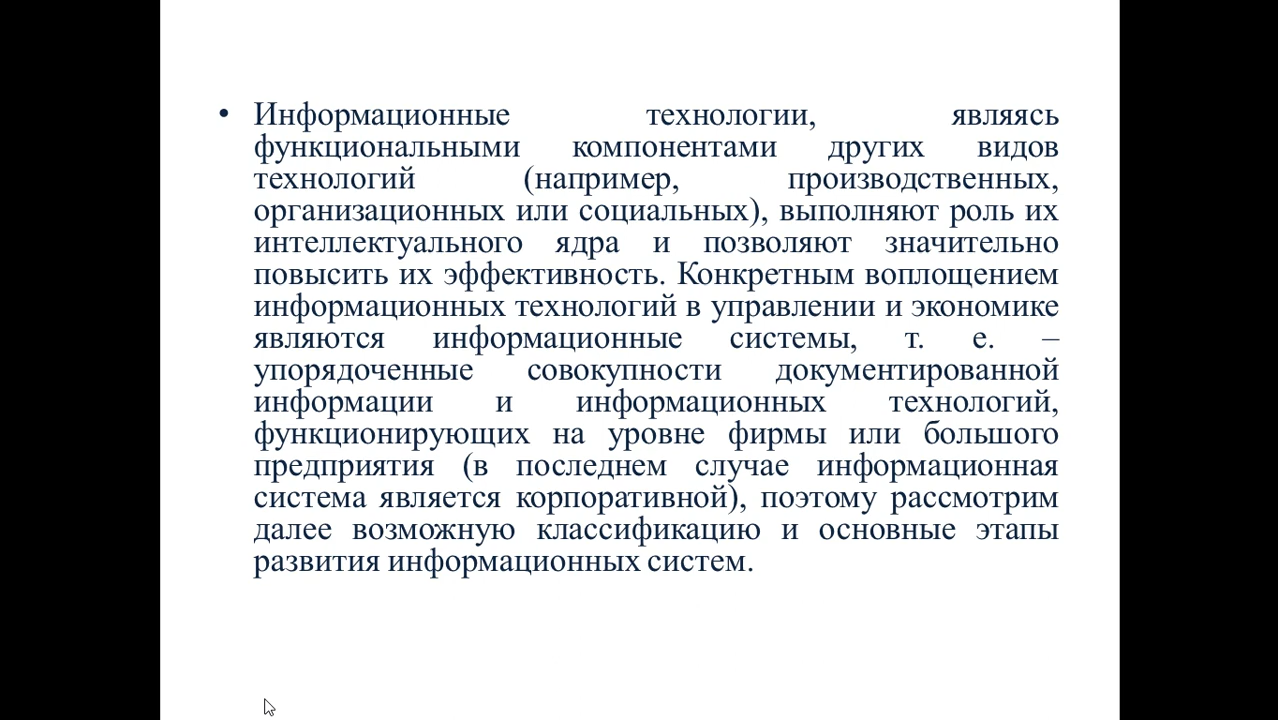 • Информационные технологии, являясь
функциональными компонентами других видов
технологий (например, производственных,
организационных или социальных), выполняют роль их
интеллектуального ядра и позволяют значительно
повысить их эффективность. Конкретным воплощением
информационных технологий в управлении и экономике
являются информационные системы, т. е. –
упорядоченные совокупности документированной
информации и информационных технологий,
функционирующих на уровне фирмы или большого
предприятия (в последнем случае информационная
система является корпоративной), поэтому рассмотрим
далее возможную классификацию и основные этапы
развития информационных систем.